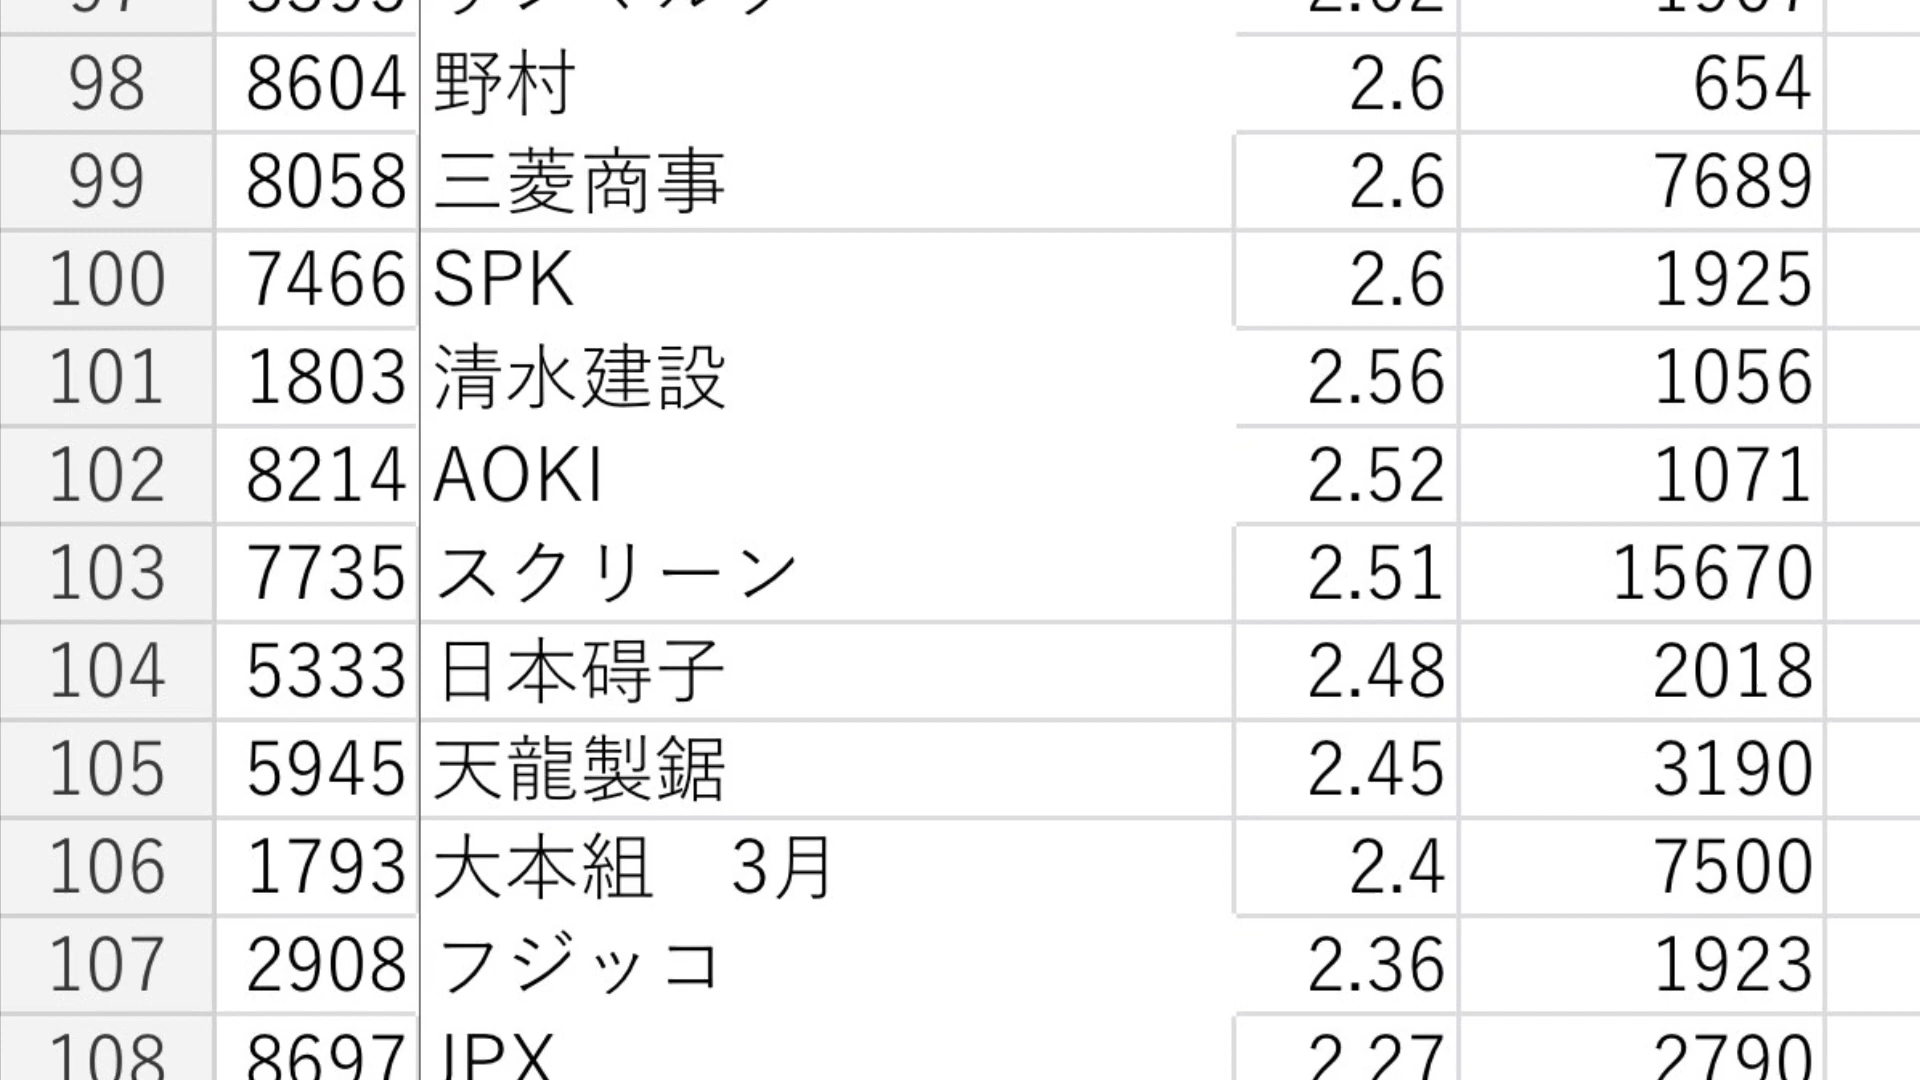 98 8604 野村 2.6 654
99 8058 三菱商事 2.6 7689
100 7466 SPK 2.6 1925
101 1803 清水建設 2.56 1056
102 8214 AOKI 2.52 1071
103 7735 スクリーン 2.51 15670
104 5333 日本碍子 2.48 2018
105 5945 天龍製鋸 2.45 3190
106 1793 大本組　3月 2.4 7500
107 2908 フジッコ 2.36 1923
108 8697 JPX 2.27 2790